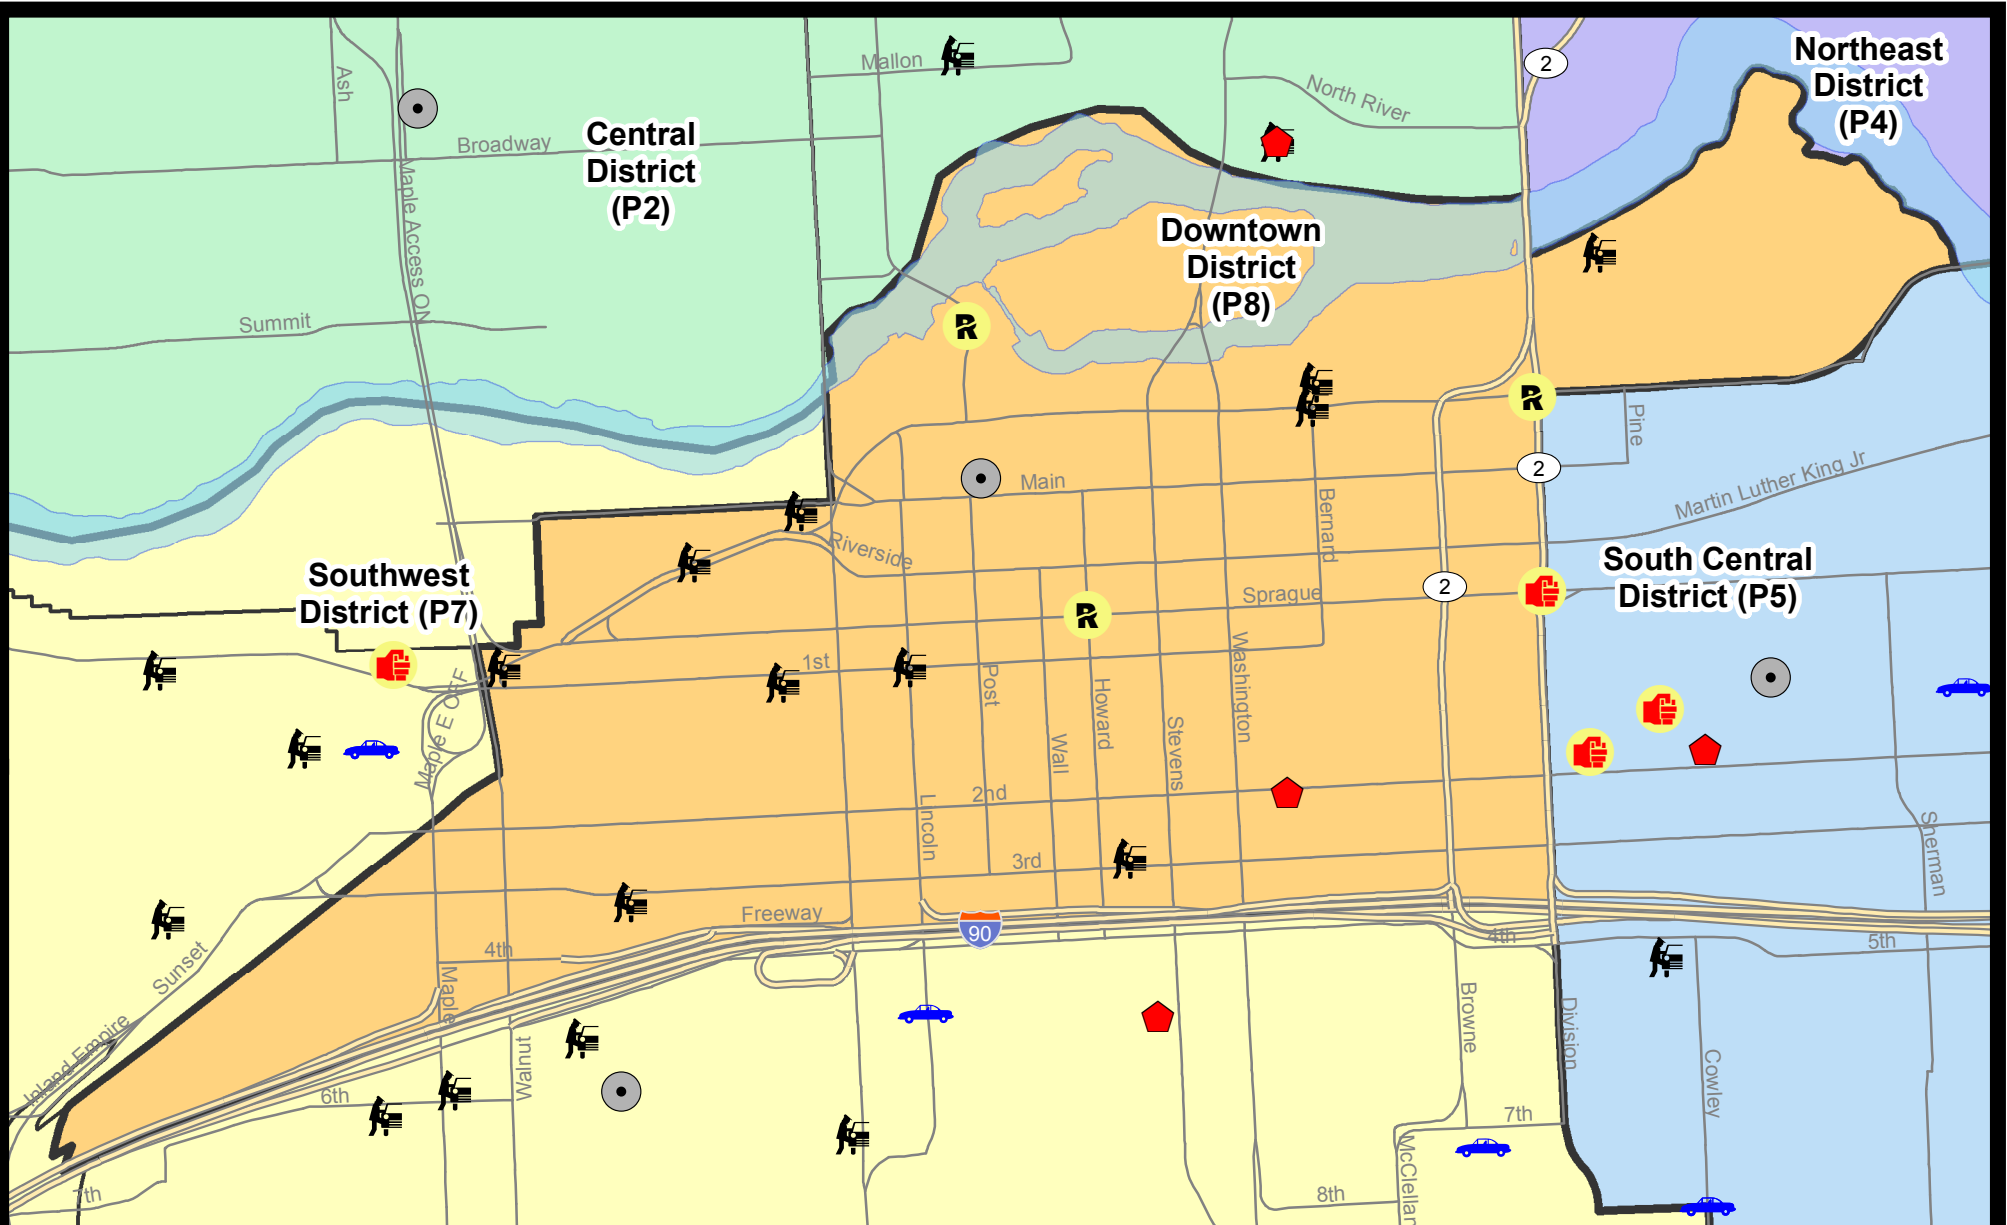 Mallon
2
Northeast
District
(P4)
Ash
North River
Broadway
Central
District
(P2)
Maple Access ON
Downtown
District
(P8)
Summit
R
R
Pine
2
Main
Martin Luther King Jr
Bernard
Riverside
Southwest
District (P7)
South Central
District (P5)
2
Sprague
R
1st
Post
Howard
Washington
Maple E OFF
Wall
Stevens
2nd
Lincoln
Sherman
3rd
Freeway
90
4th
4th
5th
Sunset
Maple
Browne
Division
Inland Empire
Walnut
Cowley
6th
7th
McClellan
7th
8th